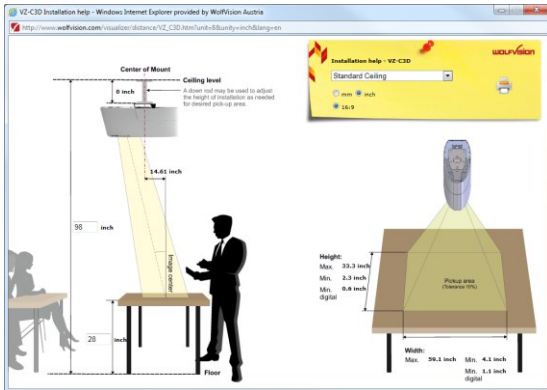 VZ-C3D Installation help - Windows Internet Explorer provided by WolfVision Austria
http://www.wolfvision.com/visualizer/distance/VZ_C3D.htm?unit=8&unity=inch&lang=en
Center of Mount
Ceiling level
0 inch
A down rod may be used to adjust
the height of installation as needed
for desired pick-up area.
14.61 inch
98 inch
Image center
28 inch
Floor
WOLFVISION
Installation help - VZ-C3D
Standard Ceiling
mm inch
16:9
Height:
Max. 33.3 inch
Min. 2.3 inch
Min. 0.6 inch
digital
Pickup area
(Tolerance 10%)
Width:
Max. 59.1 inch Min. 4.1 inch
Min. 1.1 inch
digital